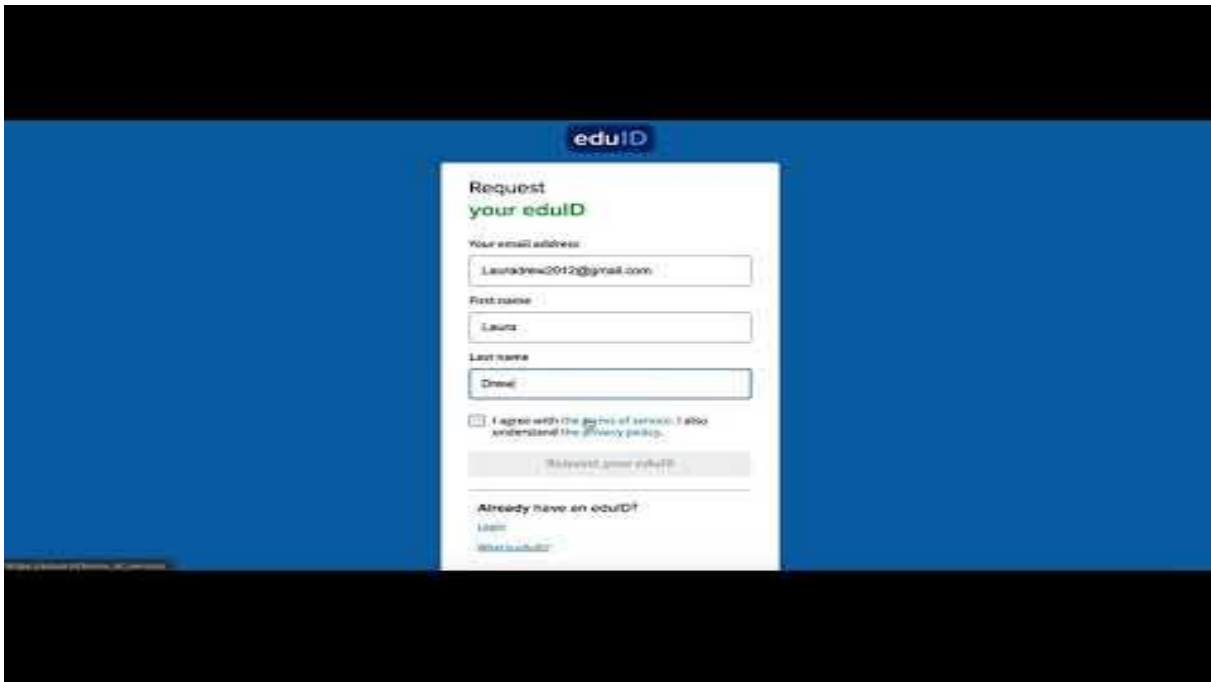 eduID
Request
your eduID
Your email address
Lauradrew2012@gmail.com
First name
Laura
Last name
Drew
I agree with the terms of service. I also
understand the privacy policy.
Request your eduID
Already have an eduID?
Login
What is eduID?